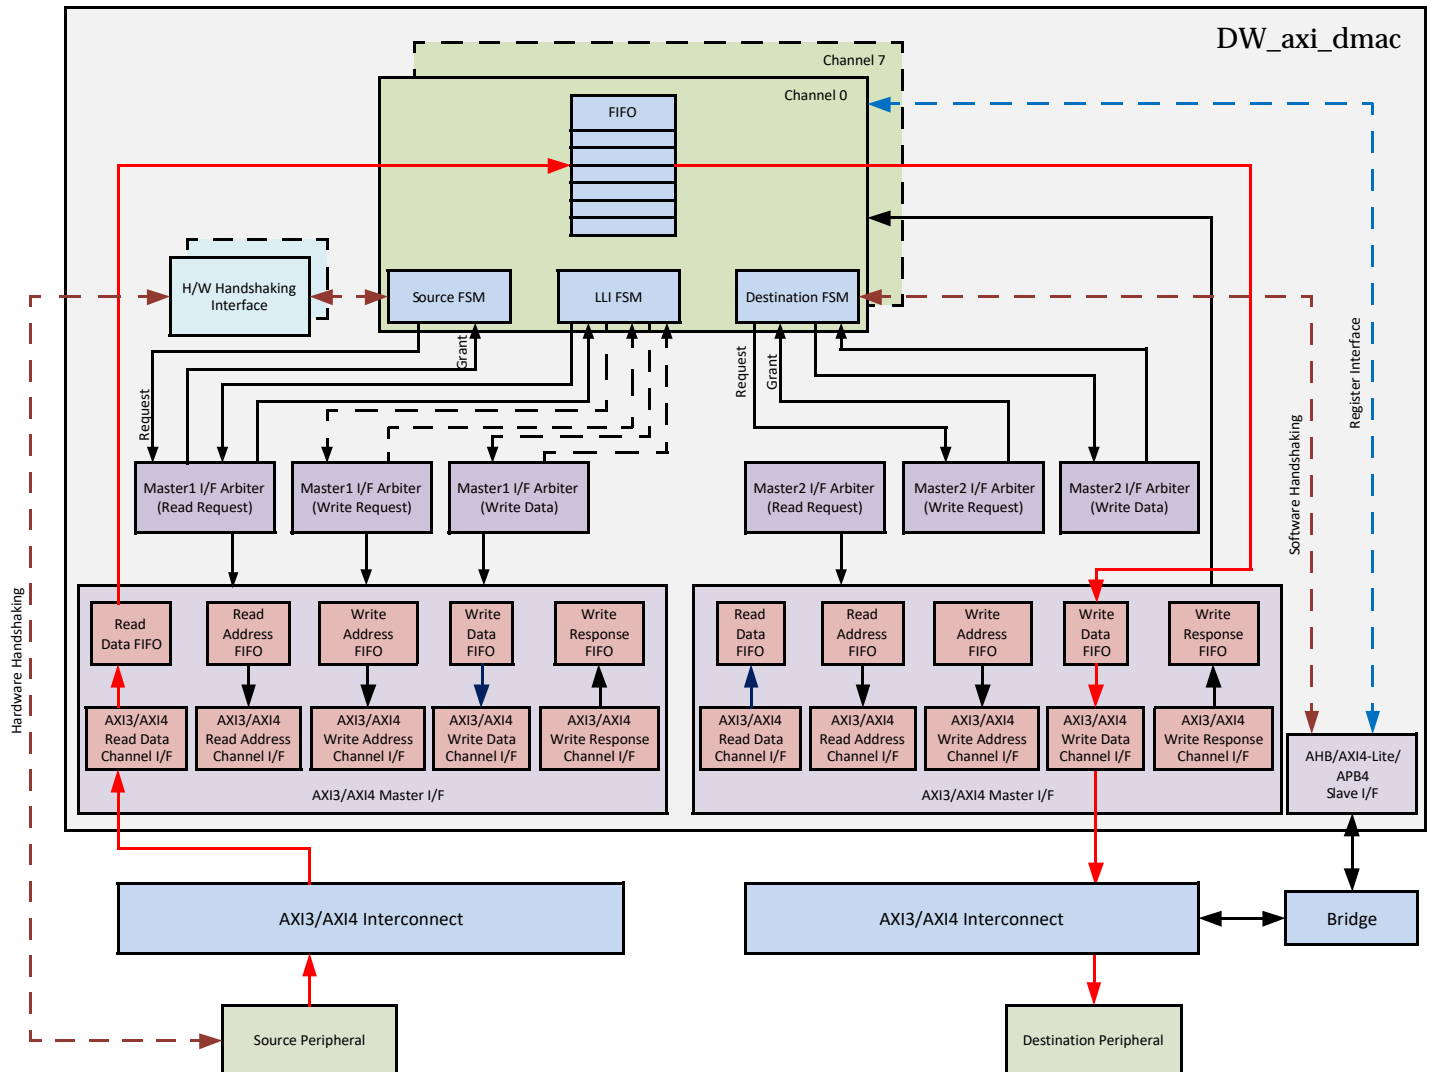 DW_axi_dmac
Channel 7
Channel 0
FIFO
H/W Handshaking
Interface
Source FSM
LLI FSM
Destination FSM
Request
Grant
Request
Grant
Hardware Handshaking
Software Handshaking
Register Interface
Master1 I/F Arbiter
(Read Request)
Master1 I/F Arbiter
(Write Request)
Master1 I/F Arbiter
(Write Data)
Master2 I/F Arbiter
(Read Request)
Master2 I/F Arbiter
(Write Request)
Master2 I/F Arbiter
(Write Data)
Read
Data FIFO
Read
Address
FIFO
Write
Address
FIFO
Write
Data
FIFO
Write
Response
FIFO
Read
Data
FIFO
Read
Address
FIFO
Write
Address
FIFO
Write
Data
FIFO
Write
Response
FIFO
AXI3/AXI4
Read Data
Channel I/F
AXI3/AXI4
Read Address
Channel I/F
AXI3/AXI4
Write Address
Channel I/F
AXI3/AXI4
Write Data
Channel I/F
AXI3/AXI4
Write Response
Channel I/F
AXI3/AXI4
Read Data
Channel I/F
AXI3/AXI4
Read Address
Channel I/F
AXI3/AXI4
Write Address
Channel I/F
AXI3/AXI4
Write Data
Channel I/F
AXI3/AXI4
Write Response
Channel I/F
AXI3/AXI4 Master I/F
AXI3/AXI4 Master I/F
AHB/AXI4-Lite/
APB4
Slave I/F
AXI3/AXI4 Interconnect
AXI3/AXI4 Interconnect
Bridge
Source Peripheral
Destination Peripheral